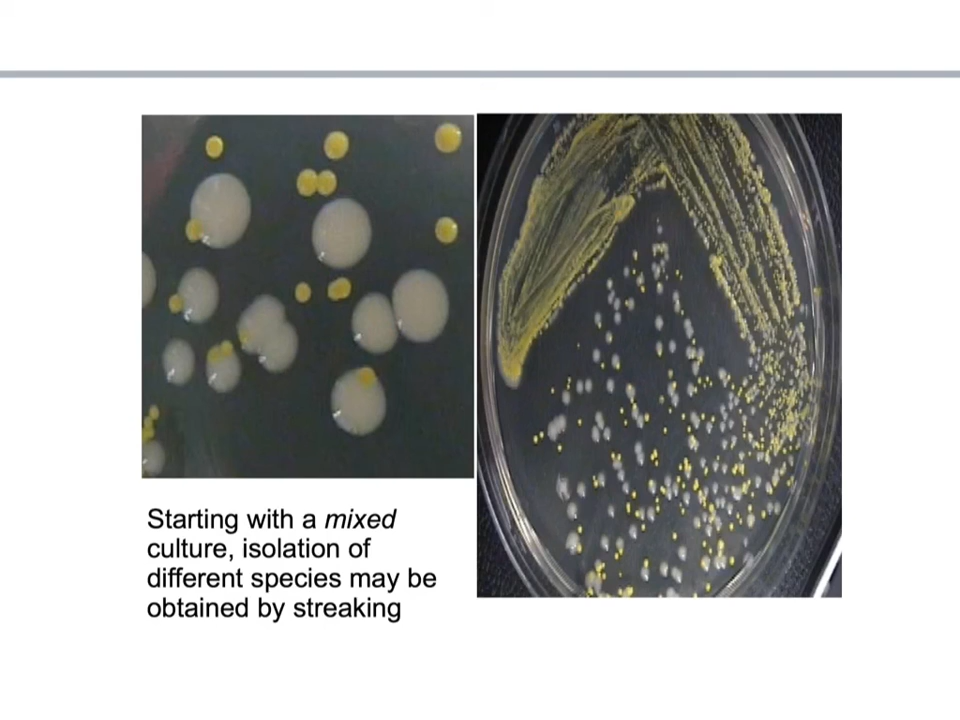 Starting with a mixed
culture, isolation of
different species may be
obtained by streaking